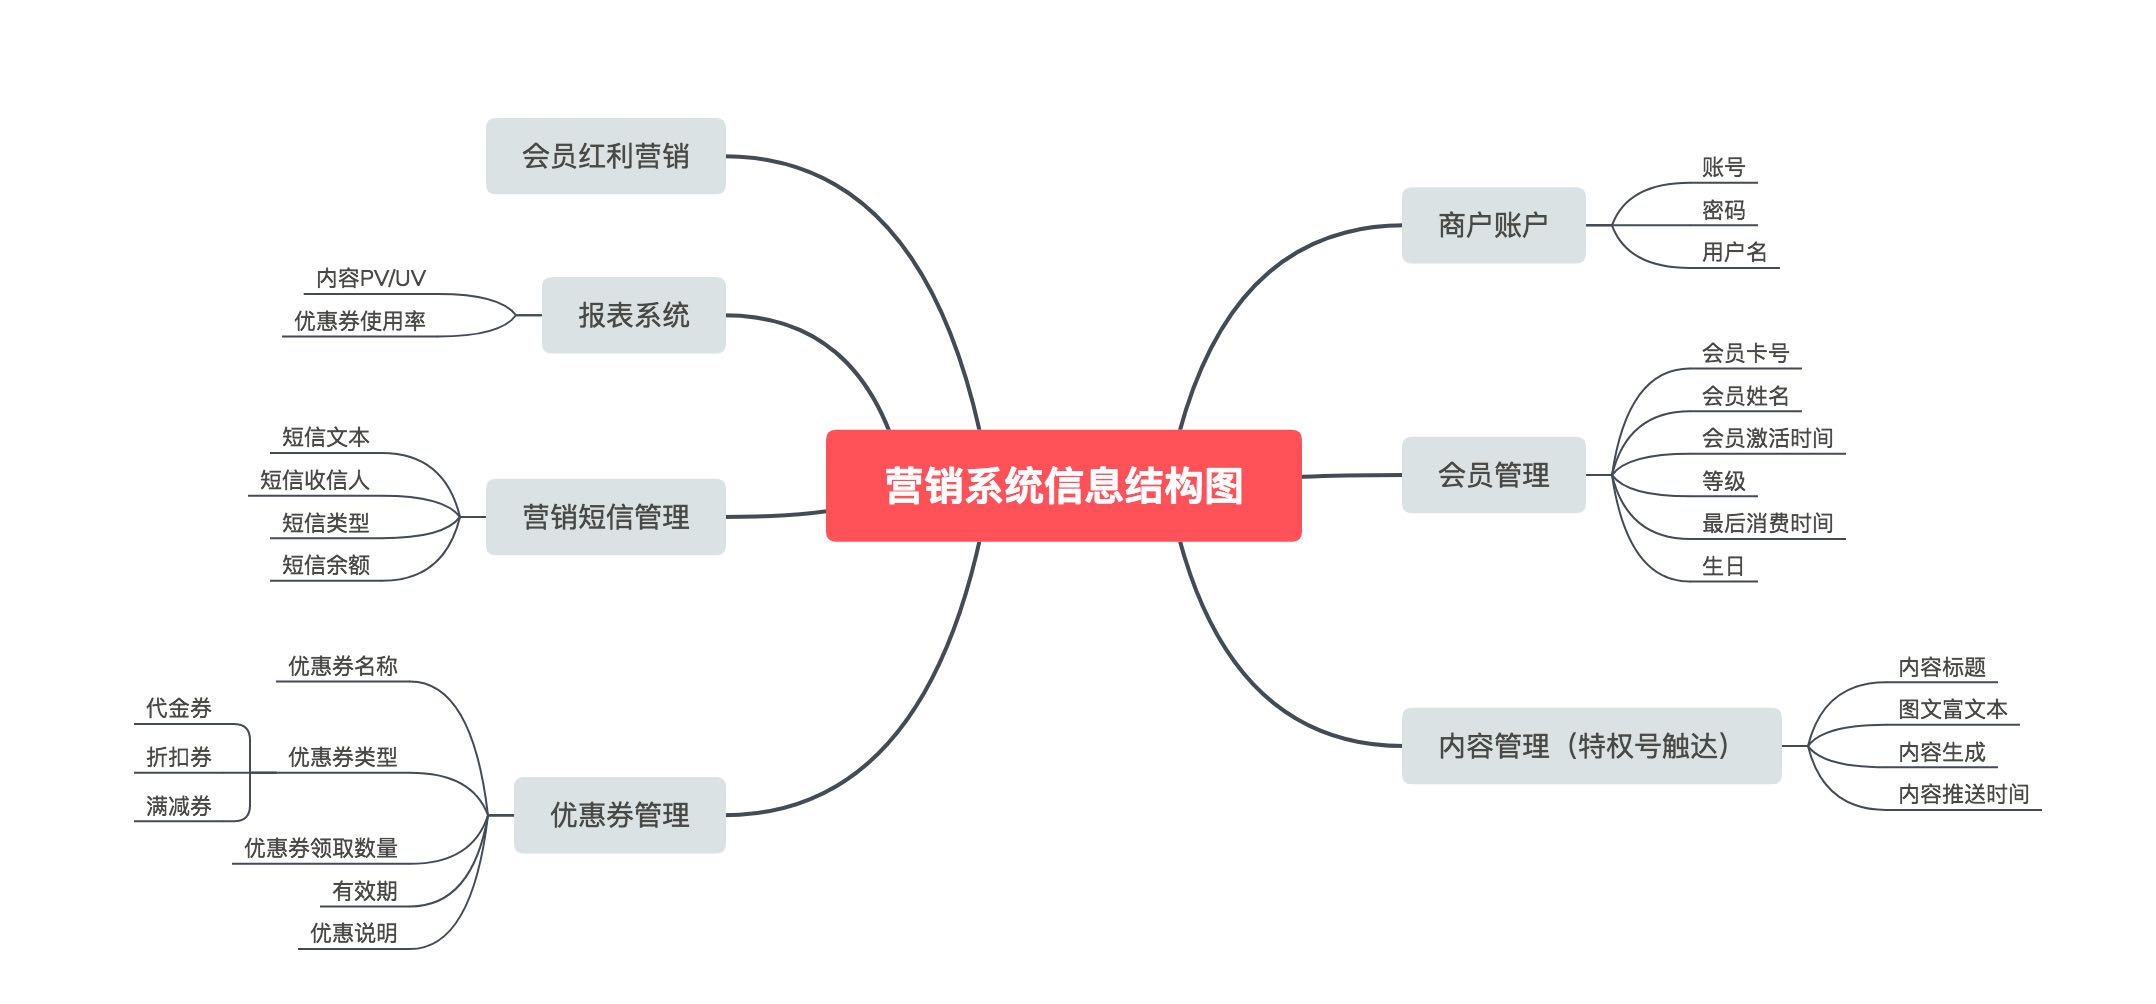 营销系统信息结构图
商户账户
账号
密码
用户名
会员管理
会员卡号
会员姓名
会员激活时间
等级
最后消费时间
生日
内容管理（特权号触达）
内容标题
图文富文本
内容生成
内容推送时间
会员红利营销
报表系统
内容PV/UV
优惠券使用率
营销短信管理
短信文本
短信收信人
短信类型
短信余额
优惠券管理
优惠券名称
优惠券类型
代金券
折扣券
满减券
优惠券领取数量
有效期
优惠说明